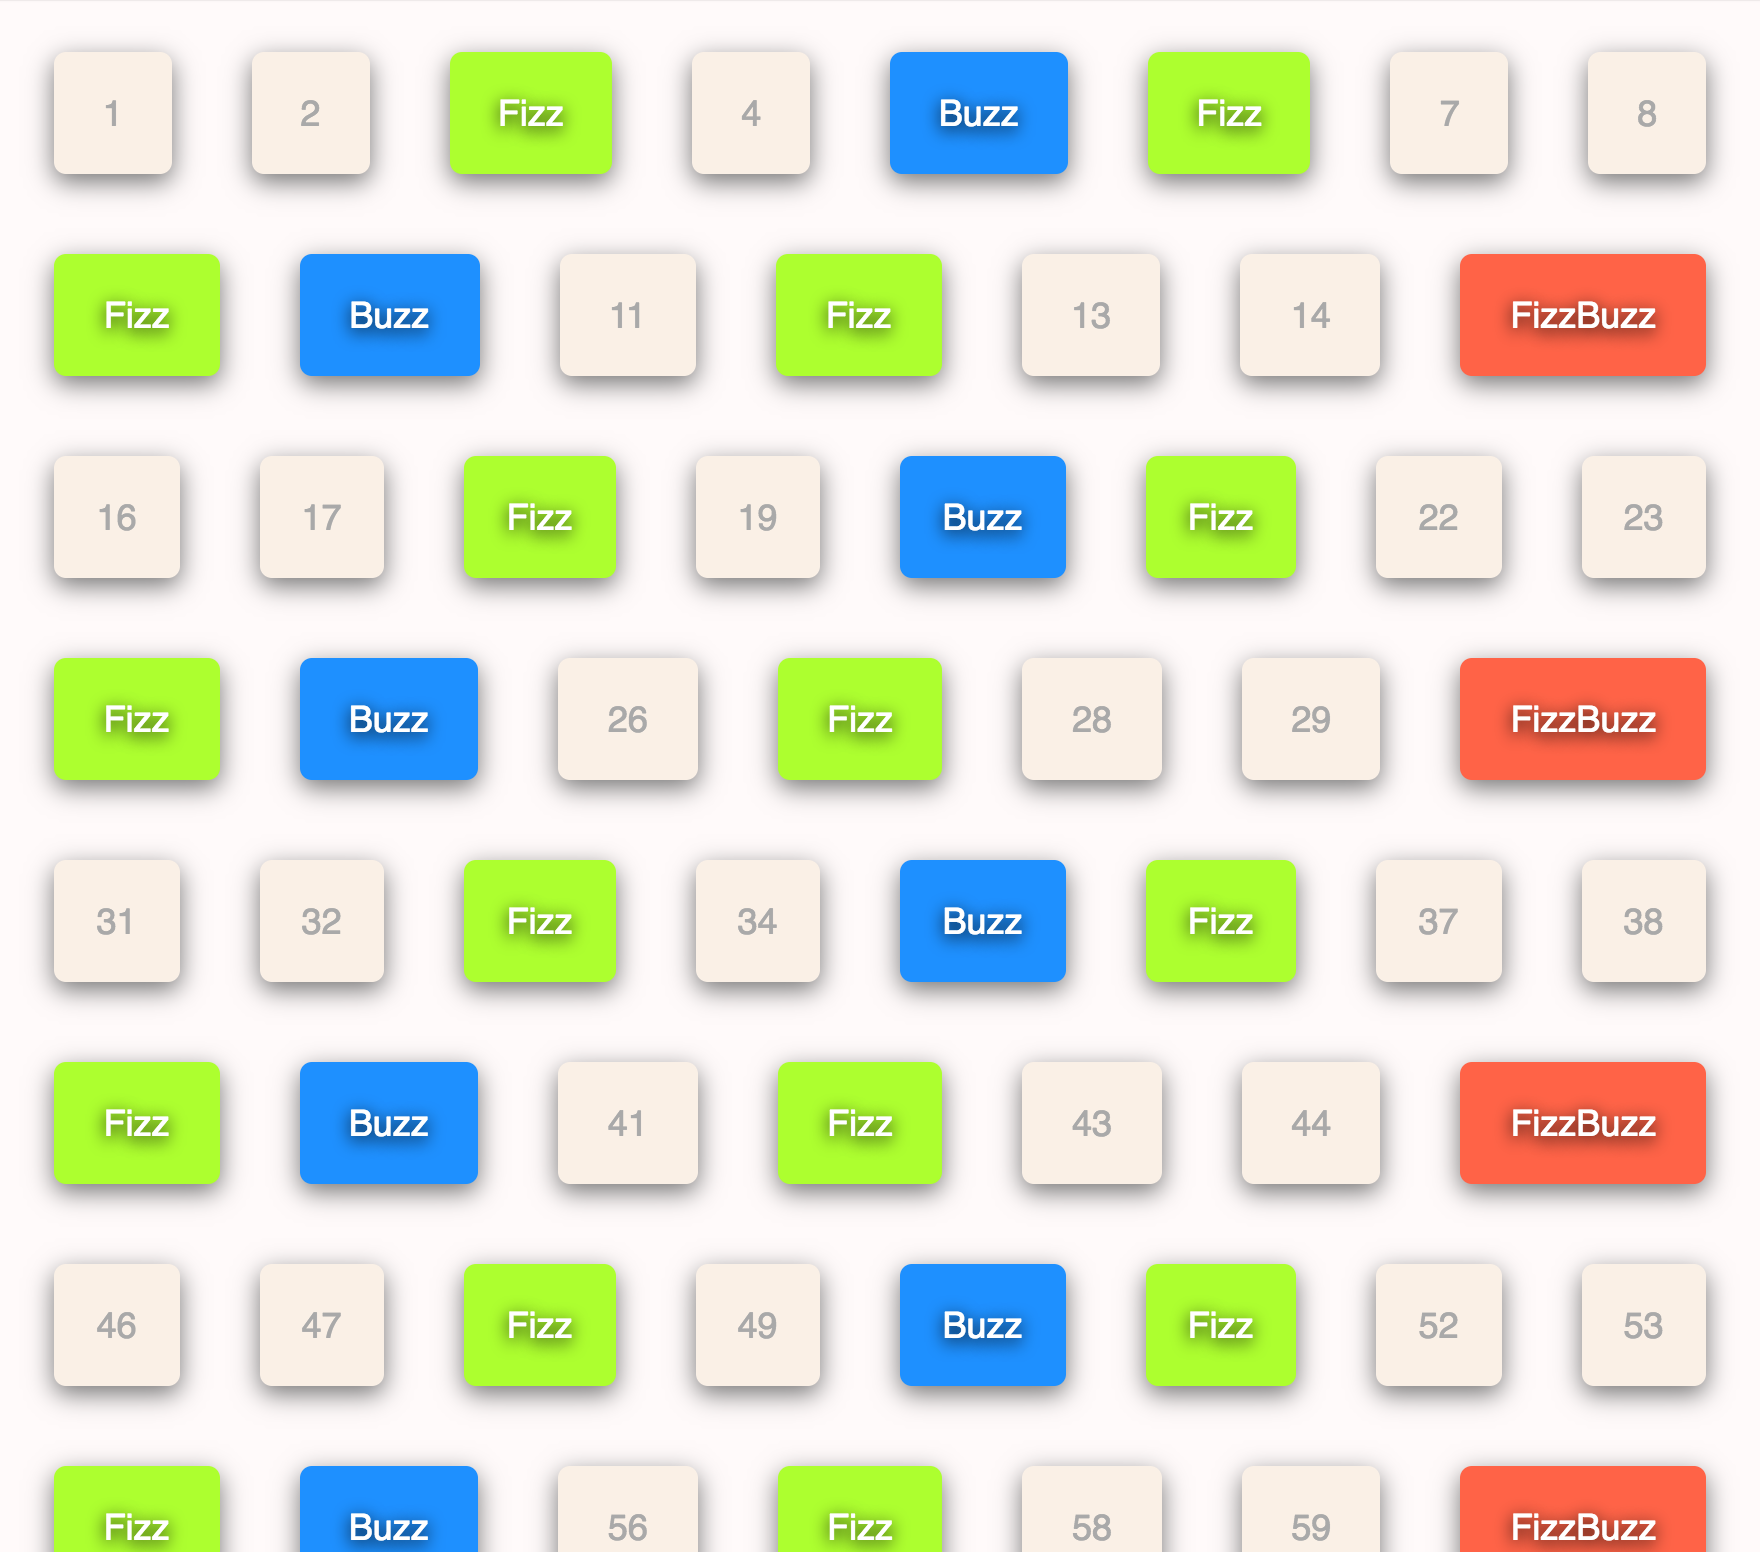 1 2 Fizz 4 Buzz Fizz 7 8
Fizz Buzz 11 Fizz 13 14 FizzBuzz
16 17 Fizz 19 Buzz Fizz 22 23
Fizz Buzz 26 Fizz 28 29 FizzBuzz
31 32 Fizz 34 Buzz Fizz 37 38
Fizz Buzz 41 Fizz 43 44 FizzBuzz
46 47 Fizz 49 Buzz Fizz 52 53
Fizz Buzz 56 Fizz 58 59 FizzBuzz